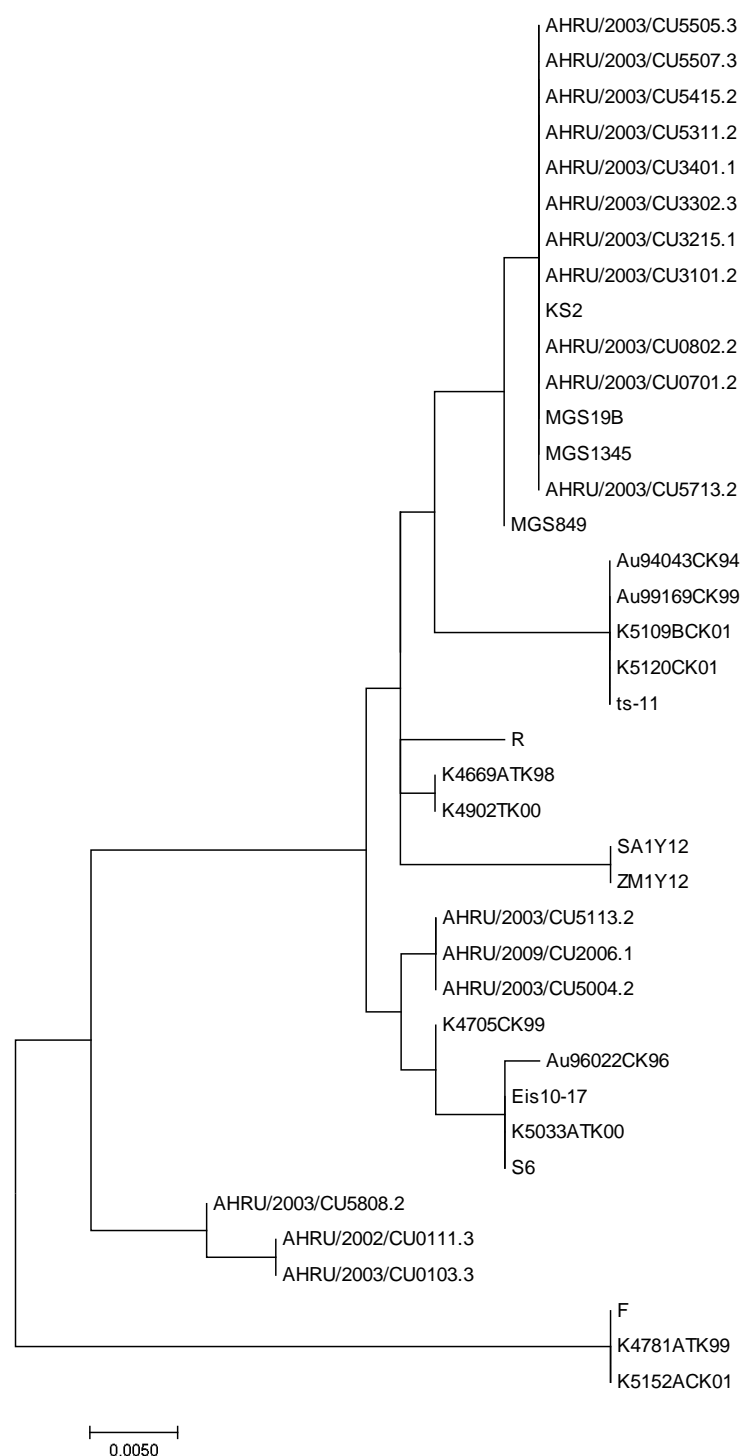 AHRU/2003/CU5505.3
AHRU/2003/CU5507.3
AHRU/2003/CU5415.2
AHRU/2003/CU5311.2
AHRU/2003/CU3401.1
AHRU/2003/CU3302.3
AHRU/2003/CU3215.1
AHRU/2003/CU3101.2
KS2
AHRU/2003/CU0802.2
AHRU/2003/CU0701.2
MGS19B
MGS1345
AHRU/2003/CU5713.2
MGS849
Au94043CK94
Au99169CK99
K5109BCK01
K5120CK01
ts-11
R
K4669ATK98
K4902TK00
SA1Y12
ZM1Y12
AHRU/2003/CU5113.2
AHRU/2009/CU2006.1
AHRU/2003/CU5004.2
K4705CK99
Au96022CK96
Eis10-17
K5033ATK00
S6
AHRU/2003/CU5808.2
AHRU/2002/CU0111.3
AHRU/2003/CU0103.3
F
K4781ATK99
K5152ACK01
0.0050